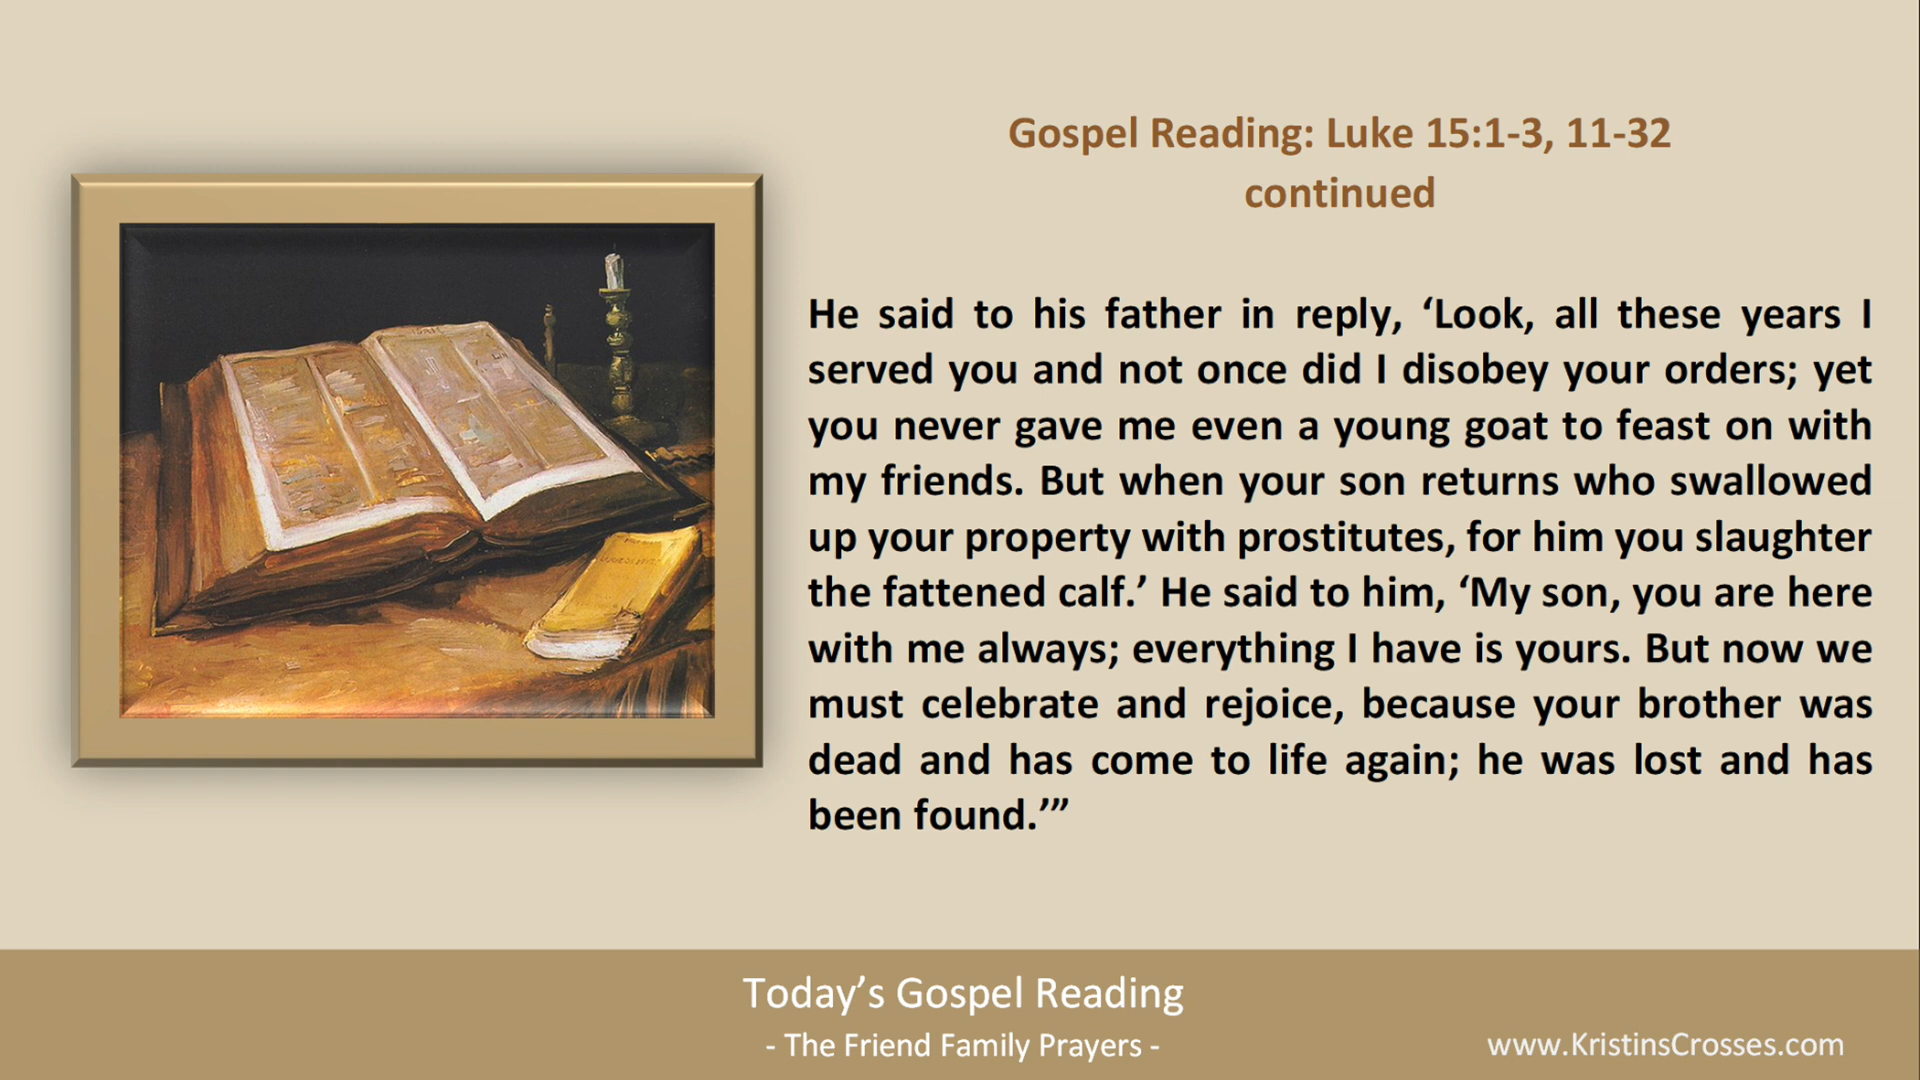 Gospel Reading: Luke 15:1-3, 11-32
continued
He said to his father in reply, ‘Look, all these years I
served you and not once did I disobey your orders; yet
you never gave me even a young goat to feast on with
my friends. But when your son returns who swallowed
up your property with prostitutes, for him you slaughter
the fattened calf.’ He said to him, ‘My son, you are here
with me always; everything I have is yours. But now we
must celebrate and rejoice, because your brother was
dead and has come to life again; he was lost and has
been found.’”
Today’s Gospel Reading
- The Friend Family Prayers -
www.KristinsCrosses.com